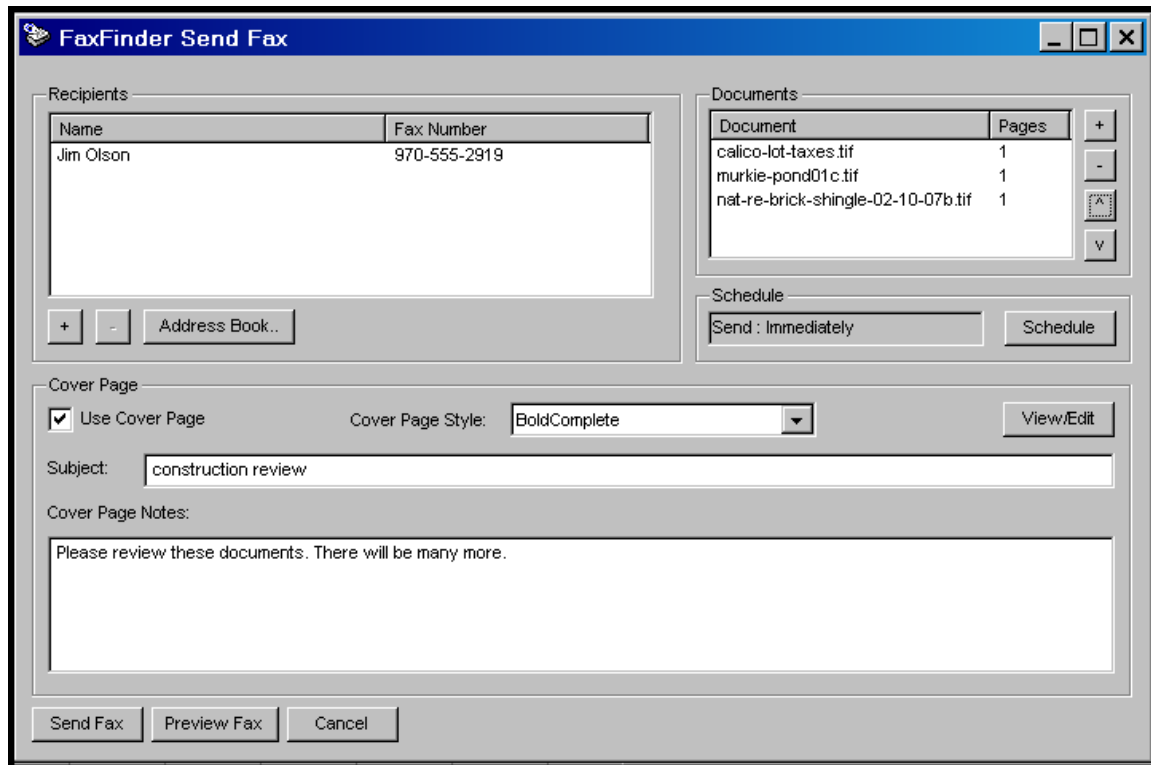 FaxFinder Send Fax
Recipients
Name Fax Number
Jim Olson 970-555-2919
+ - Address Book..
Documents
Document Pages
calico-lot-taxes.tif 1
murkie-pond01c.tif 1
nat-re-brick-shingle-02-10-07b.tif 1
+
-
^
v
Schedule
Send : Immediately Schedule
Cover Page
Use Cover Page Cover Page Style: BoldComplete View/Edit
Subject: construction review
Cover Page Notes:
Please review these documents. There will be many more.
Send Fax Preview Fax Cancel